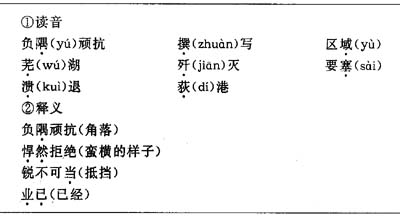 ①读音
负隅(yú)顽抗 撰(zhuàn)写 区域(yù)
芜(wú)湖 歼(jiān)灭 要塞(sài)
溃(kuì)退 荻(dí)港
②释义
负隅顽抗(角落)
悍然拒绝(蛮横的样子)
锐不可当(抵挡)
业已(已经)